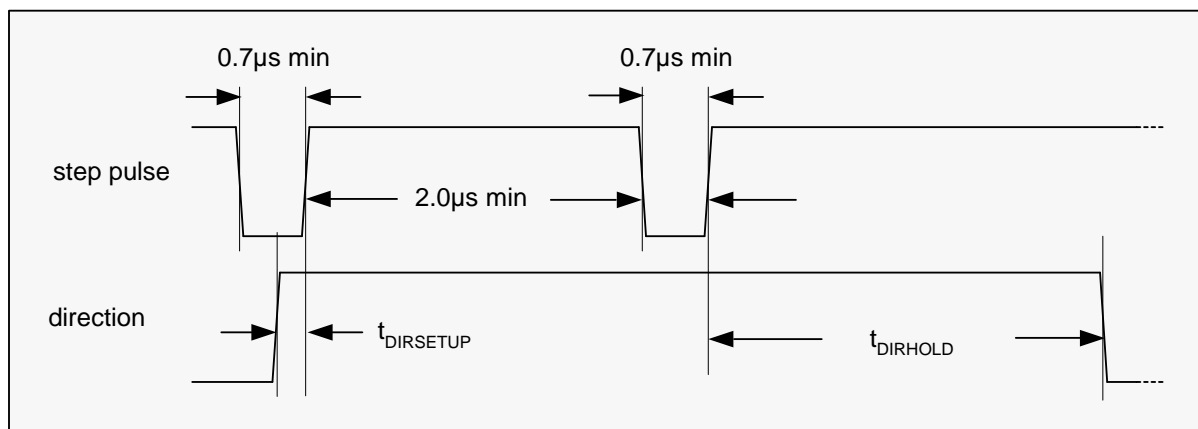 0.7µs min
0.7µs min
step pulse
2.0µs min
direction
tDIRSETUP
tDIRHOLD